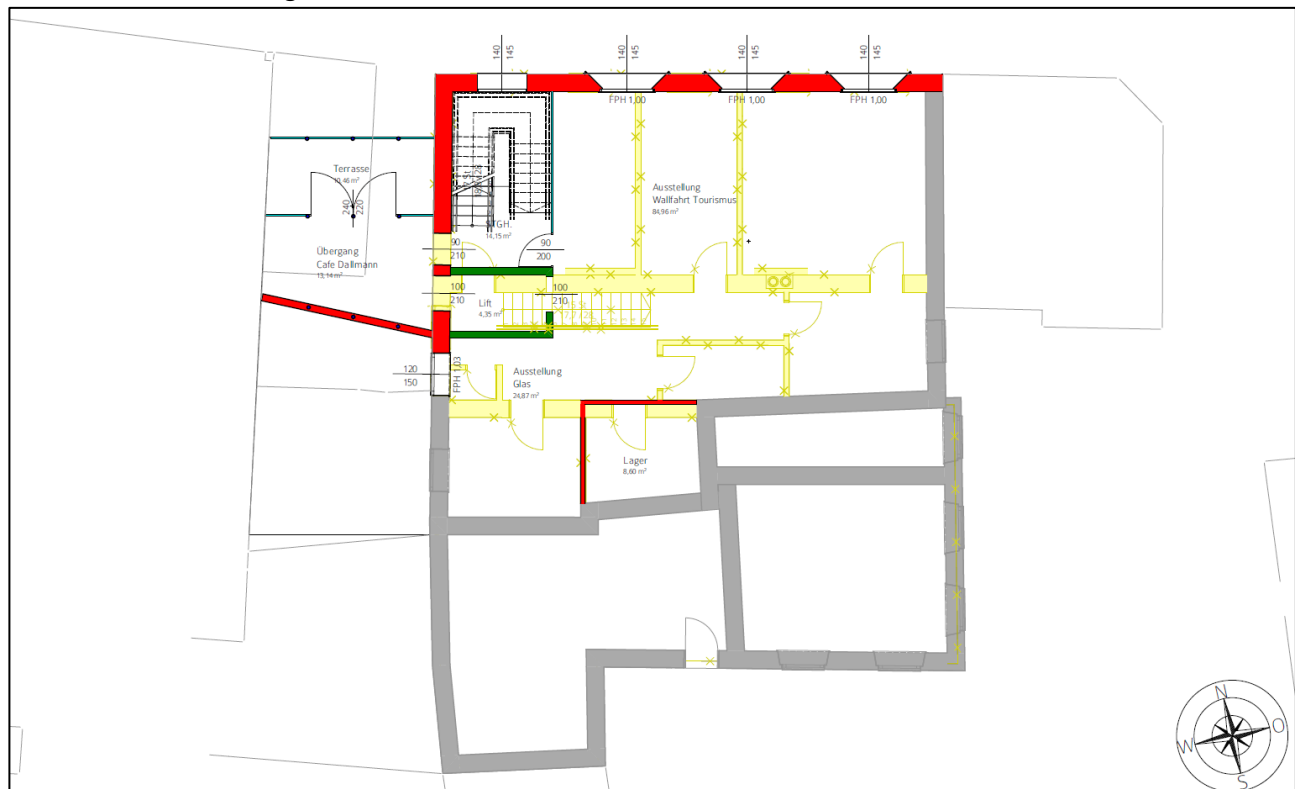 140
145
140
145
140
145
140
145
FPH 1,00
FPH 1,00
FPH 1,00
Terrasse
10,46 m²
240
220
Übergang
Cafe Dallmann
13,14 m²
STGH.
14,15 m²
90
210
90
200
Ausstellung
Wallfahrt Tourismus
84,96 m²
100
210
100
210
Lift
4,35 m²
120
150
FPH 1,03
Ausstellung
Glas
24,87 m²
Lager
8,60 m²
N
O
W
S